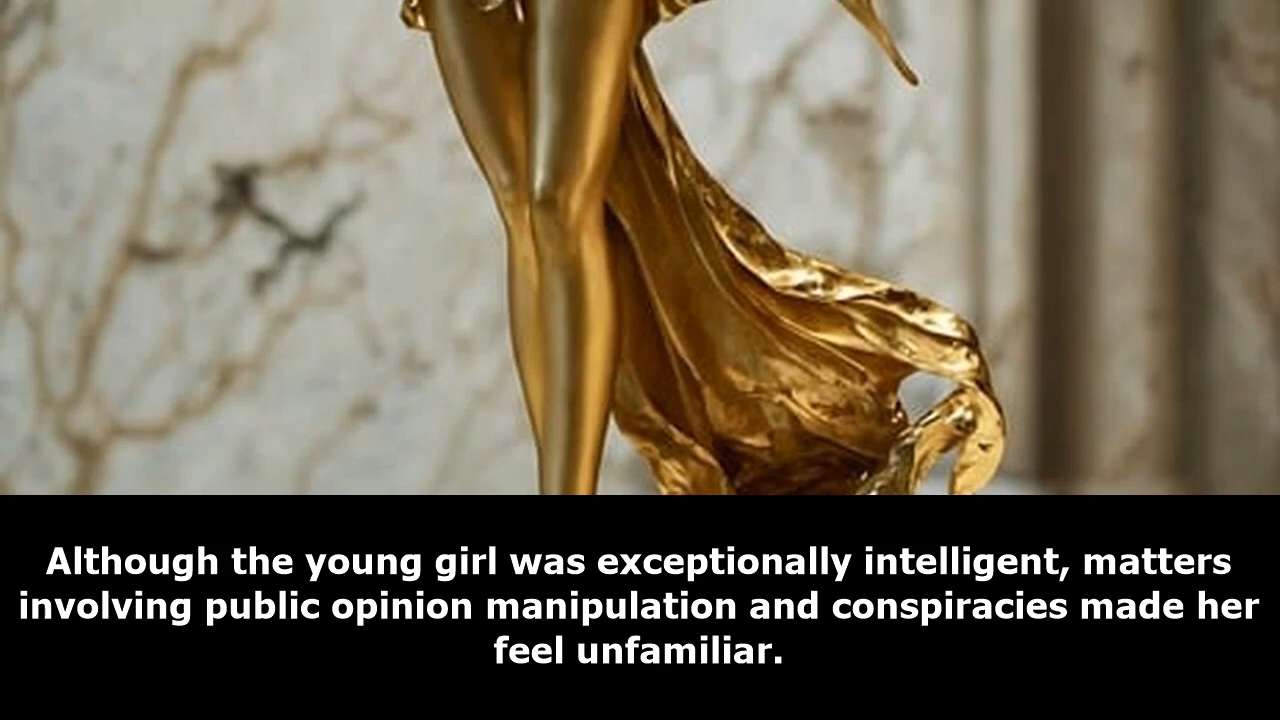 Although the young girl was exceptionally intelligent, matters
involving public opinion manipulation and conspiracies made her
feel unfamiliar.